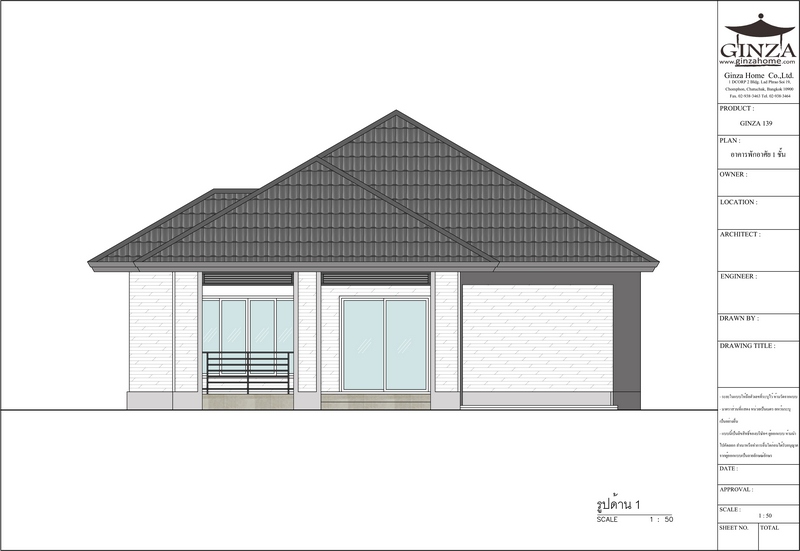 GINZA
www.ginzahome.com
Ginza Home Co.,Ltd.
1 DCORP 2 Bldg. Lad Phrao Soi 19,
Chomphon, Chatuchak, Bangkok 10900
Fax. 02-938-3463 Tel. 02-938-3464
PRODUCT :
GINZA 139
PLAN :
อาคารพักอาศัย 1 ชั้น
OWNER :
LOCATION :
ARCHITECT :
ENGINEER :
DRAWN BY :
DRAWING TITLE :
DATE :
APPROVAL :
SCALE :
1 : 50
SHEET NO. TOTAL
รูปด้าน 1
SCALE 1 : 50